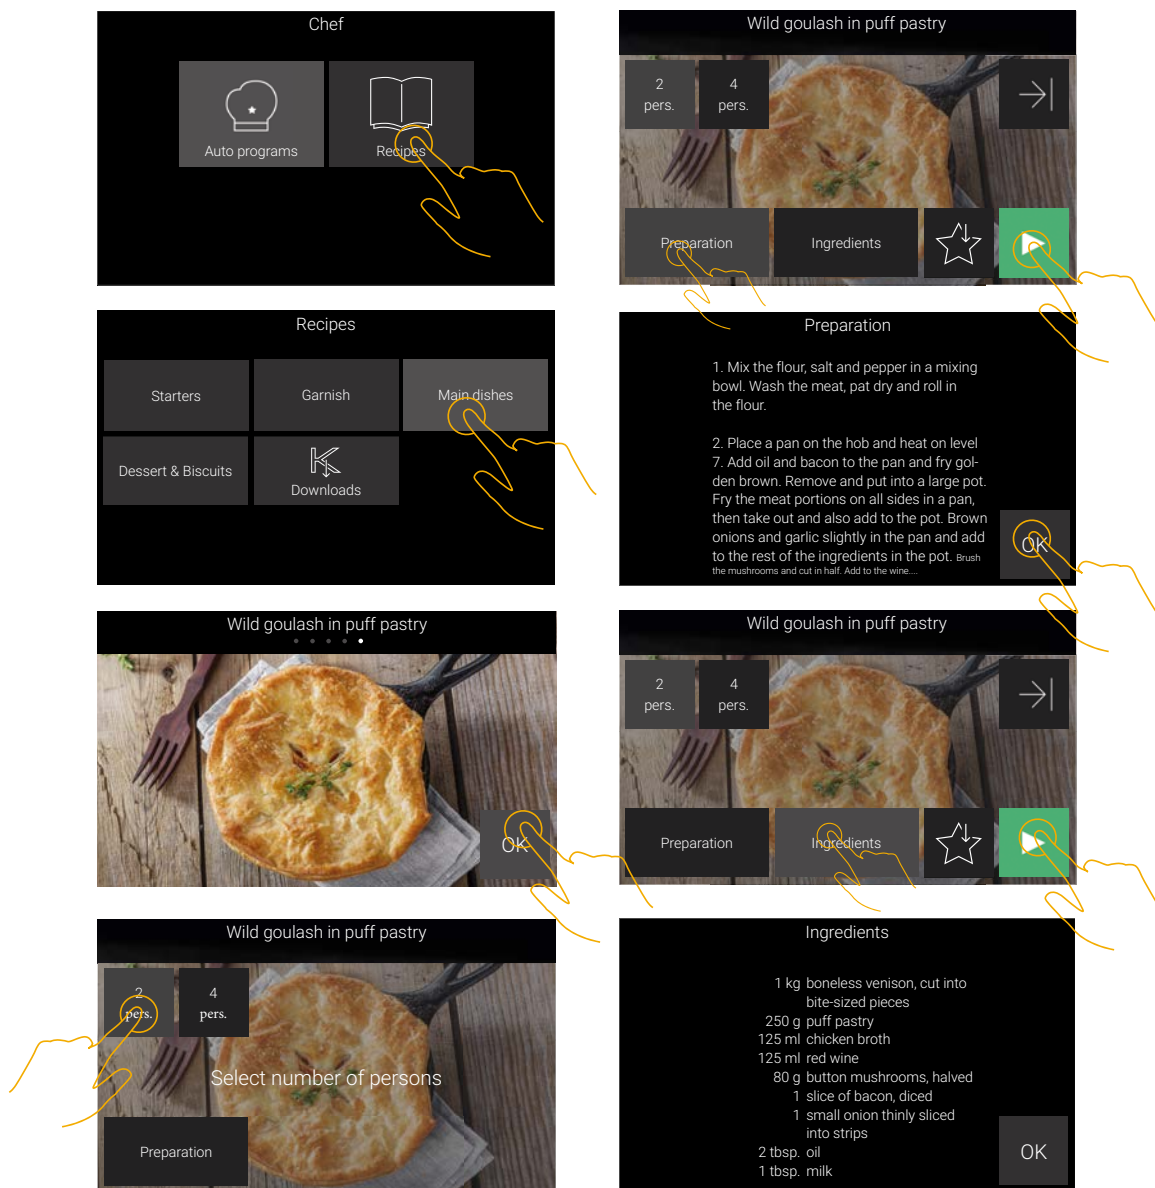 Chef
Auto programs
Recipes
Recipes
Starters
Garnish
Main dishes
Dessert & Biscuits
Downloads
Wild goulash in puff pastry
OK
Wild goulash in puff pastry
2
pers.
4
pers.
Select number of persons
Preparation
Wild goulash in puff pastry
2
pers.
4
pers.
Preparation
Ingredients
Preparation
1. Mix the flour, salt and pepper in a mixing
bowl. Wash the meat, pat dry and roll in
the flour.
2. Place a pan on the hob and heat on level
7. Add oil and bacon to the pan and fry gol-
den brown. Remove and put into a large pot.
Fry the meat portions on all sides in a pan,
then take out and also add to the pot. Brown
onions and garlic slightly in the pan and add
to the rest of the ingredients in the pot. Brush
the mushrooms and cut in half. Add to the wine....
OK
Wild goulash in puff pastry
2
pers.
4
pers.
Preparation
Ingredients
Ingredients
1 kg boneless venison, cut into
bite-sized pieces
250 g puff pastry
125 ml chicken broth
125 ml red wine
80 g button mushrooms, halved
1 slice of bacon, diced
1 small onion thinly sliced
into strips
2 tbsp. oil
1 tbsp. milk
OK